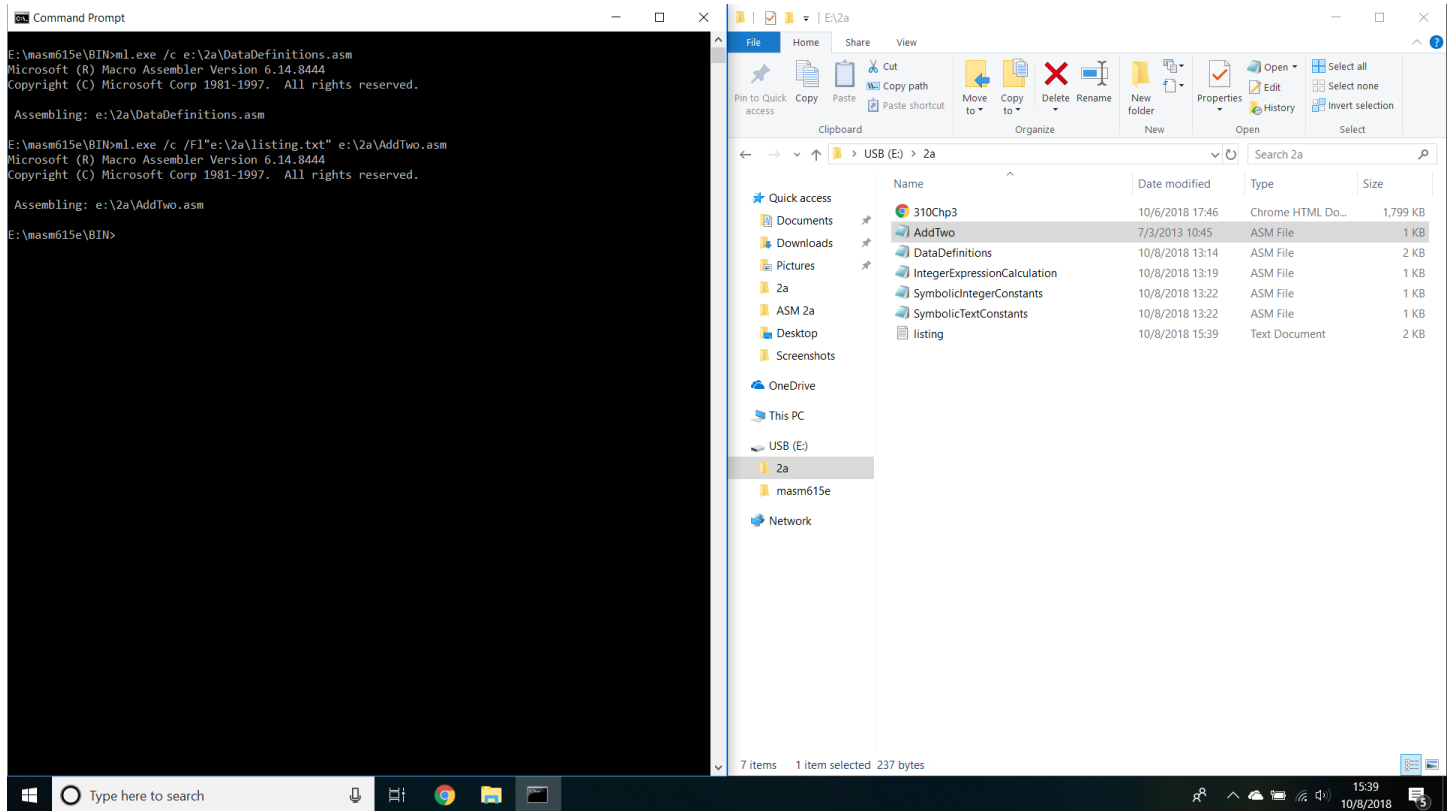 Command Prompt
E:\masm615e\BIN>ml.exe /c e:\2a\DataDefinitions.asm
Microsoft (R) Macro Assembler Version 6.14.8444
Copyright (C) Microsoft Corp 1981-1997.  All rights reserved.
 Assembling: e:\2a\DataDefinitions.asm
E:\masm615e\BIN>ml.exe /c /Fl"e:\2a\listing.txt" e:\2a\AddTwo.asm
Microsoft (R) Macro Assembler Version 6.14.8444
Copyright (C) Microsoft Corp 1981-1997.  All rights reserved.
 Assembling: e:\2a\AddTwo.asm
E:\masm615e\BIN>
E:\2a
File Home Share View
Pin to Quick access
Copy
Paste
Cut
Copy path
Paste shortcut
Clipboard
Move to
Copy to
Delete
Rename
Organize
New folder
New
Properties
Open
Edit
History
Open
Select all
Select none
Invert selection
Select
USB (E:) > 2a
Search 2a
Quick access
Documents
Downloads
Pictures
2a
ASM 2a
Desktop
Screenshots
OneDrive
This PC
USB (E:)
2a
masm615e
Network
Name Date modified Type Size
310Chp3 10/6/2018 17:46 Chrome HTML Do... 1,799 KB
AddTwo 7/3/2013 10:45 ASM File 1 KB
DataDefinitions 10/8/2018 13:14 ASM File 2 KB
IntegerExpressionCalculation 10/8/2018 13:19 ASM File 1 KB
SymbolicIntegerConstants 10/8/2018 13:22 ASM File 1 KB
SymbolicTextConstants 10/8/2018 13:22 ASM File 1 KB
listing 10/8/2018 15:39 Text Document 2 KB
7 items 1 item selected 237 bytes
Type here to search
15:39
10/8/2018
5